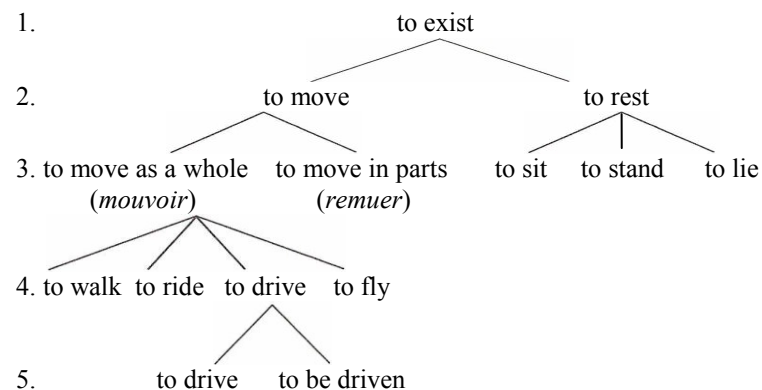 1. to exist
2. to move to rest
3. to move as a whole to move in parts to sit to stand to lie
(mouvoir) (remuer)
4. to walk to ride to drive to fly
5. to drive to be driven